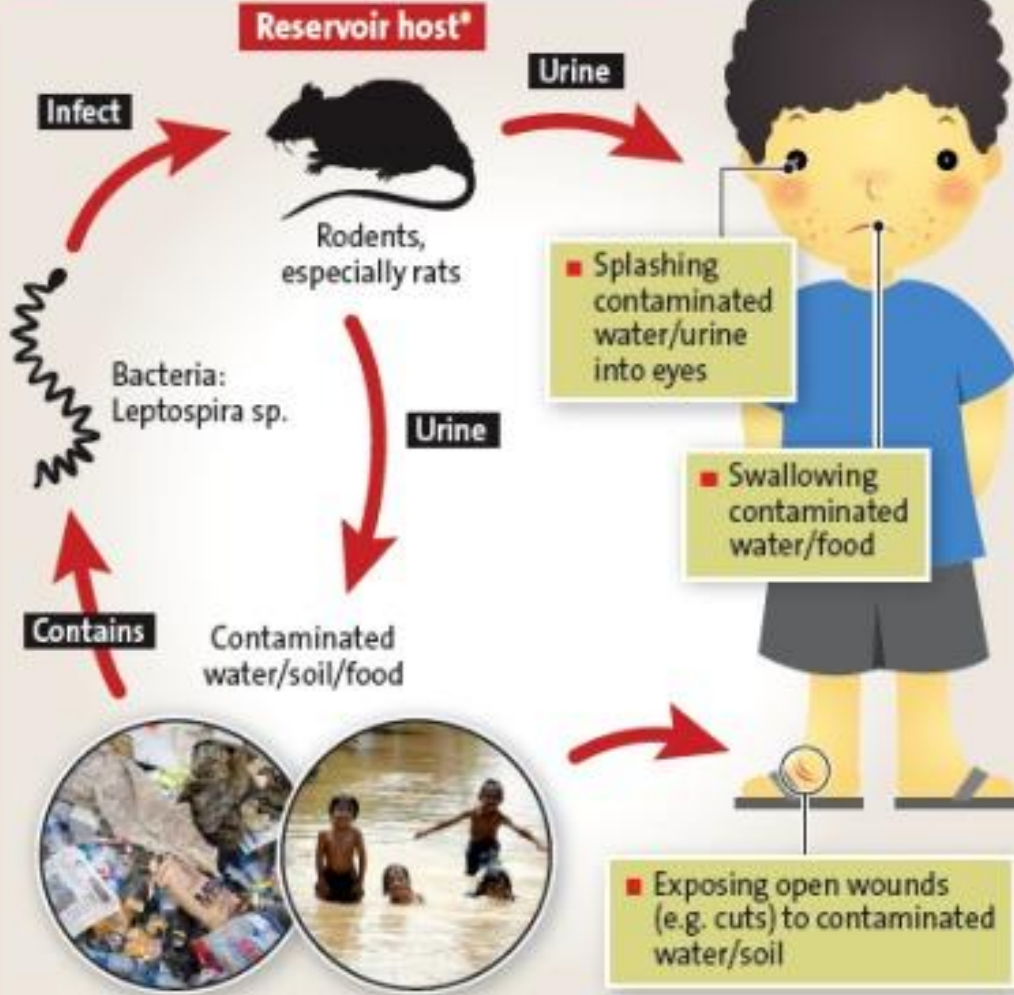 Reservoir host*
Urine
Infect
Rodents,
especially rats
Bacteria:
Leptospira sp.
Urine
Contains
Contaminated
water/soil/food
Splashing
contaminated
water/urine
into eyes
Swallowing
contaminated
water/food
Exposing open wounds
(e.g. cuts) to contaminated
water/soil